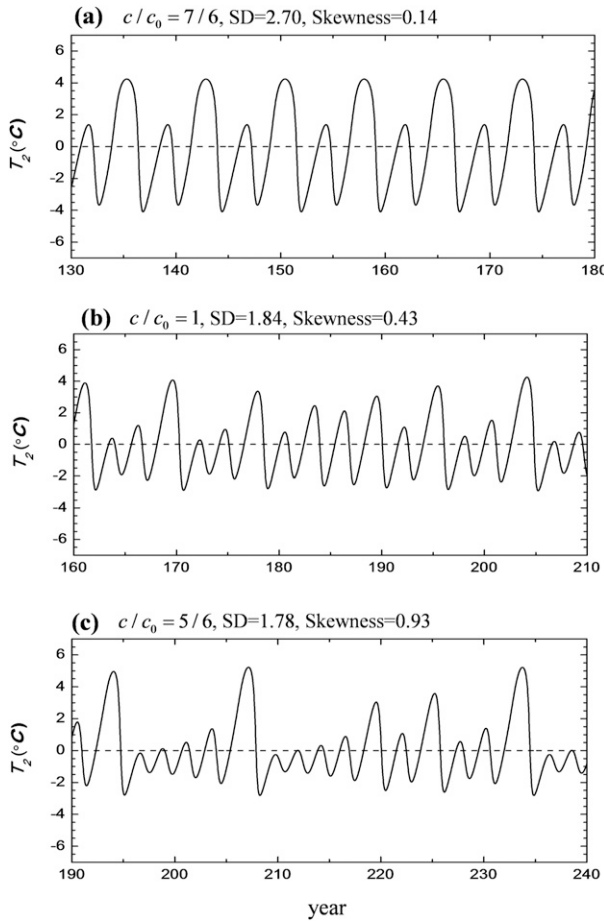 (a) c / c₀ = 7 / 6, SD=2.70, Skewness=0.14
6
4
2
0
-2
-4
-6
T₂(°C)
130 140 150 160 170 180
(b) c / c₀ = 1, SD=1.84, Skewness=0.43
6
4
2
0
-2
-4
-6
T₂(°C)
160 170 180 190 200 210
(c) c / c₀ = 5 / 6, SD=1.78, Skewness=0.93
6
4
2
0
-2
-4
-6
T₂(°C)
190 200 210 220 230 240
year